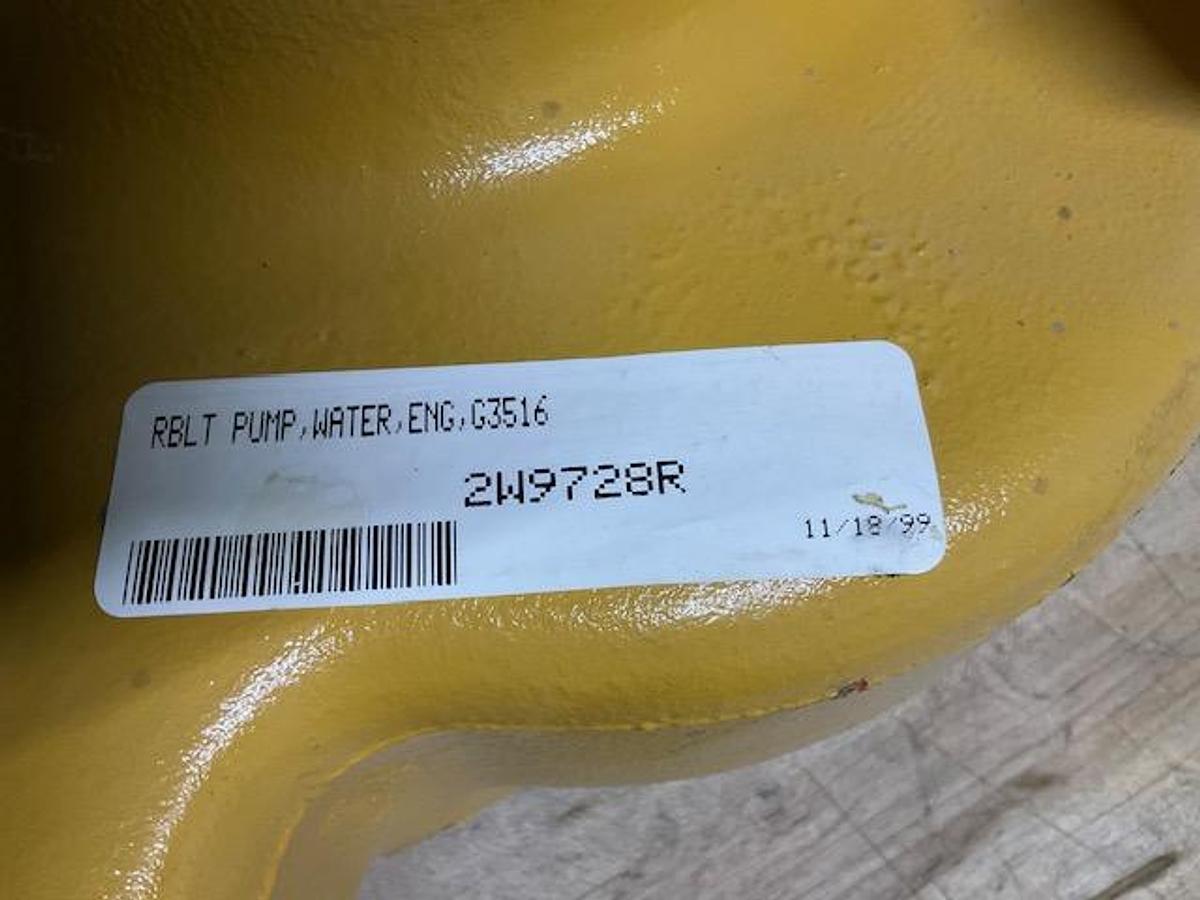 RBLT PUMP,WATER,ENG,G3516
2W9728R
11/18/99